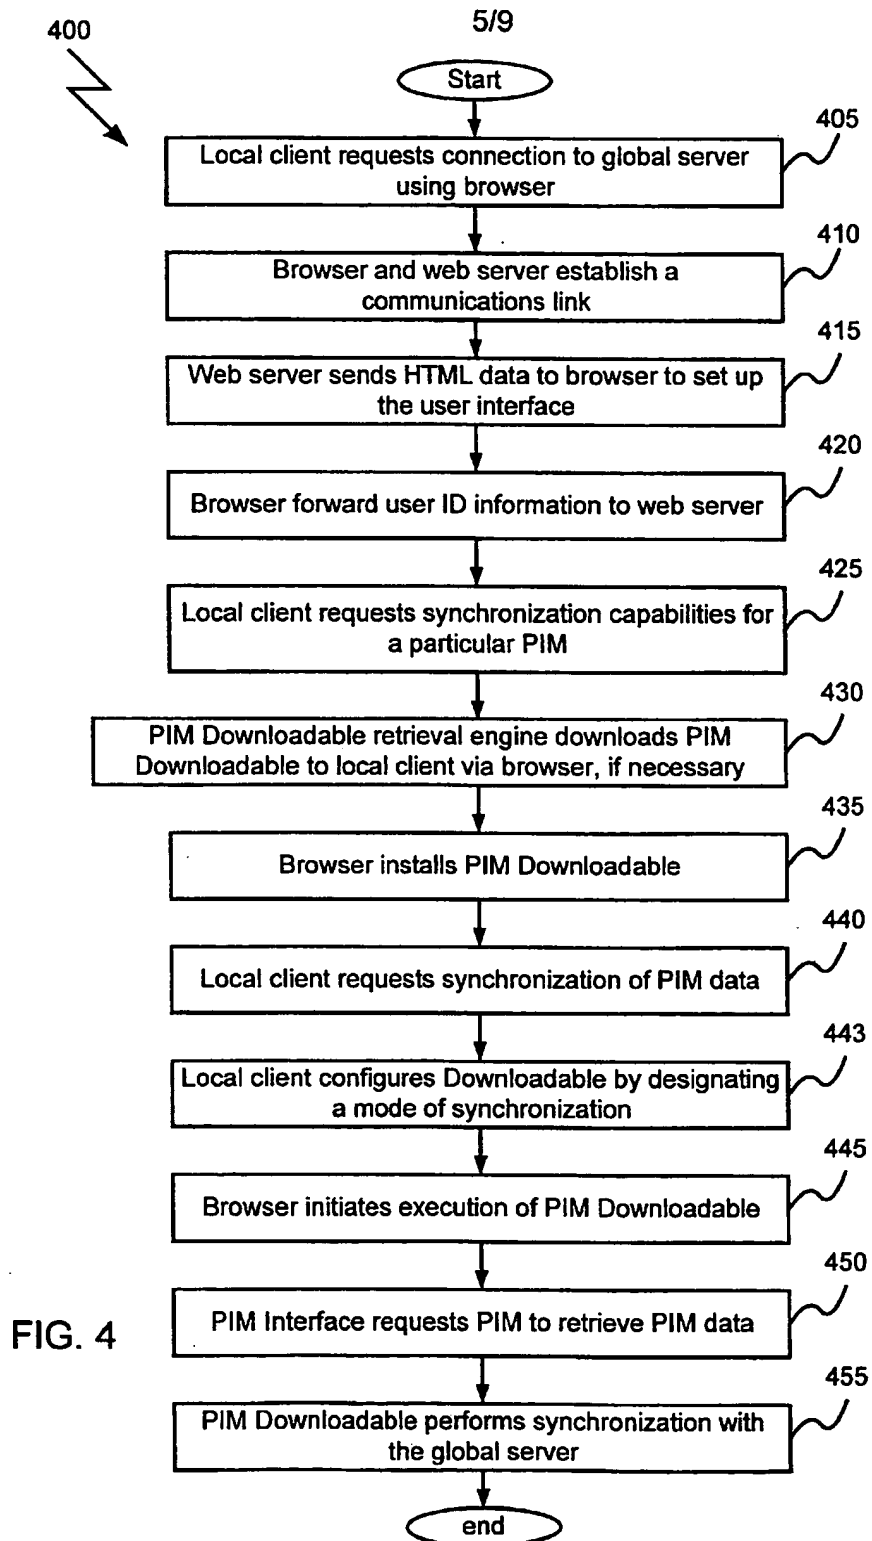 5/9
400
Start
405
Local client requests connection to global server
using browser
410
Browser and web server establish a
communications link
415
Web server sends HTML data to browser to set up
the user interface
420
Browser forward user ID information to web server
425
Local client requests synchronization capabilities for
a particular PIM
430
PIM Downloadable retrieval engine downloads PIM
Downloadable to local client via browser, if necessary
435
Browser installs PIM Downloadable
440
Local client requests synchronization of PIM data
443
Local client configures Downloadable by designating
a mode of synchronization
445
Browser initiates execution of PIM Downloadable
450
PIM Interface requests PIM to retrieve PIM data
FIG. 4
455
PIM Downloadable performs synchronization with
the global server
end